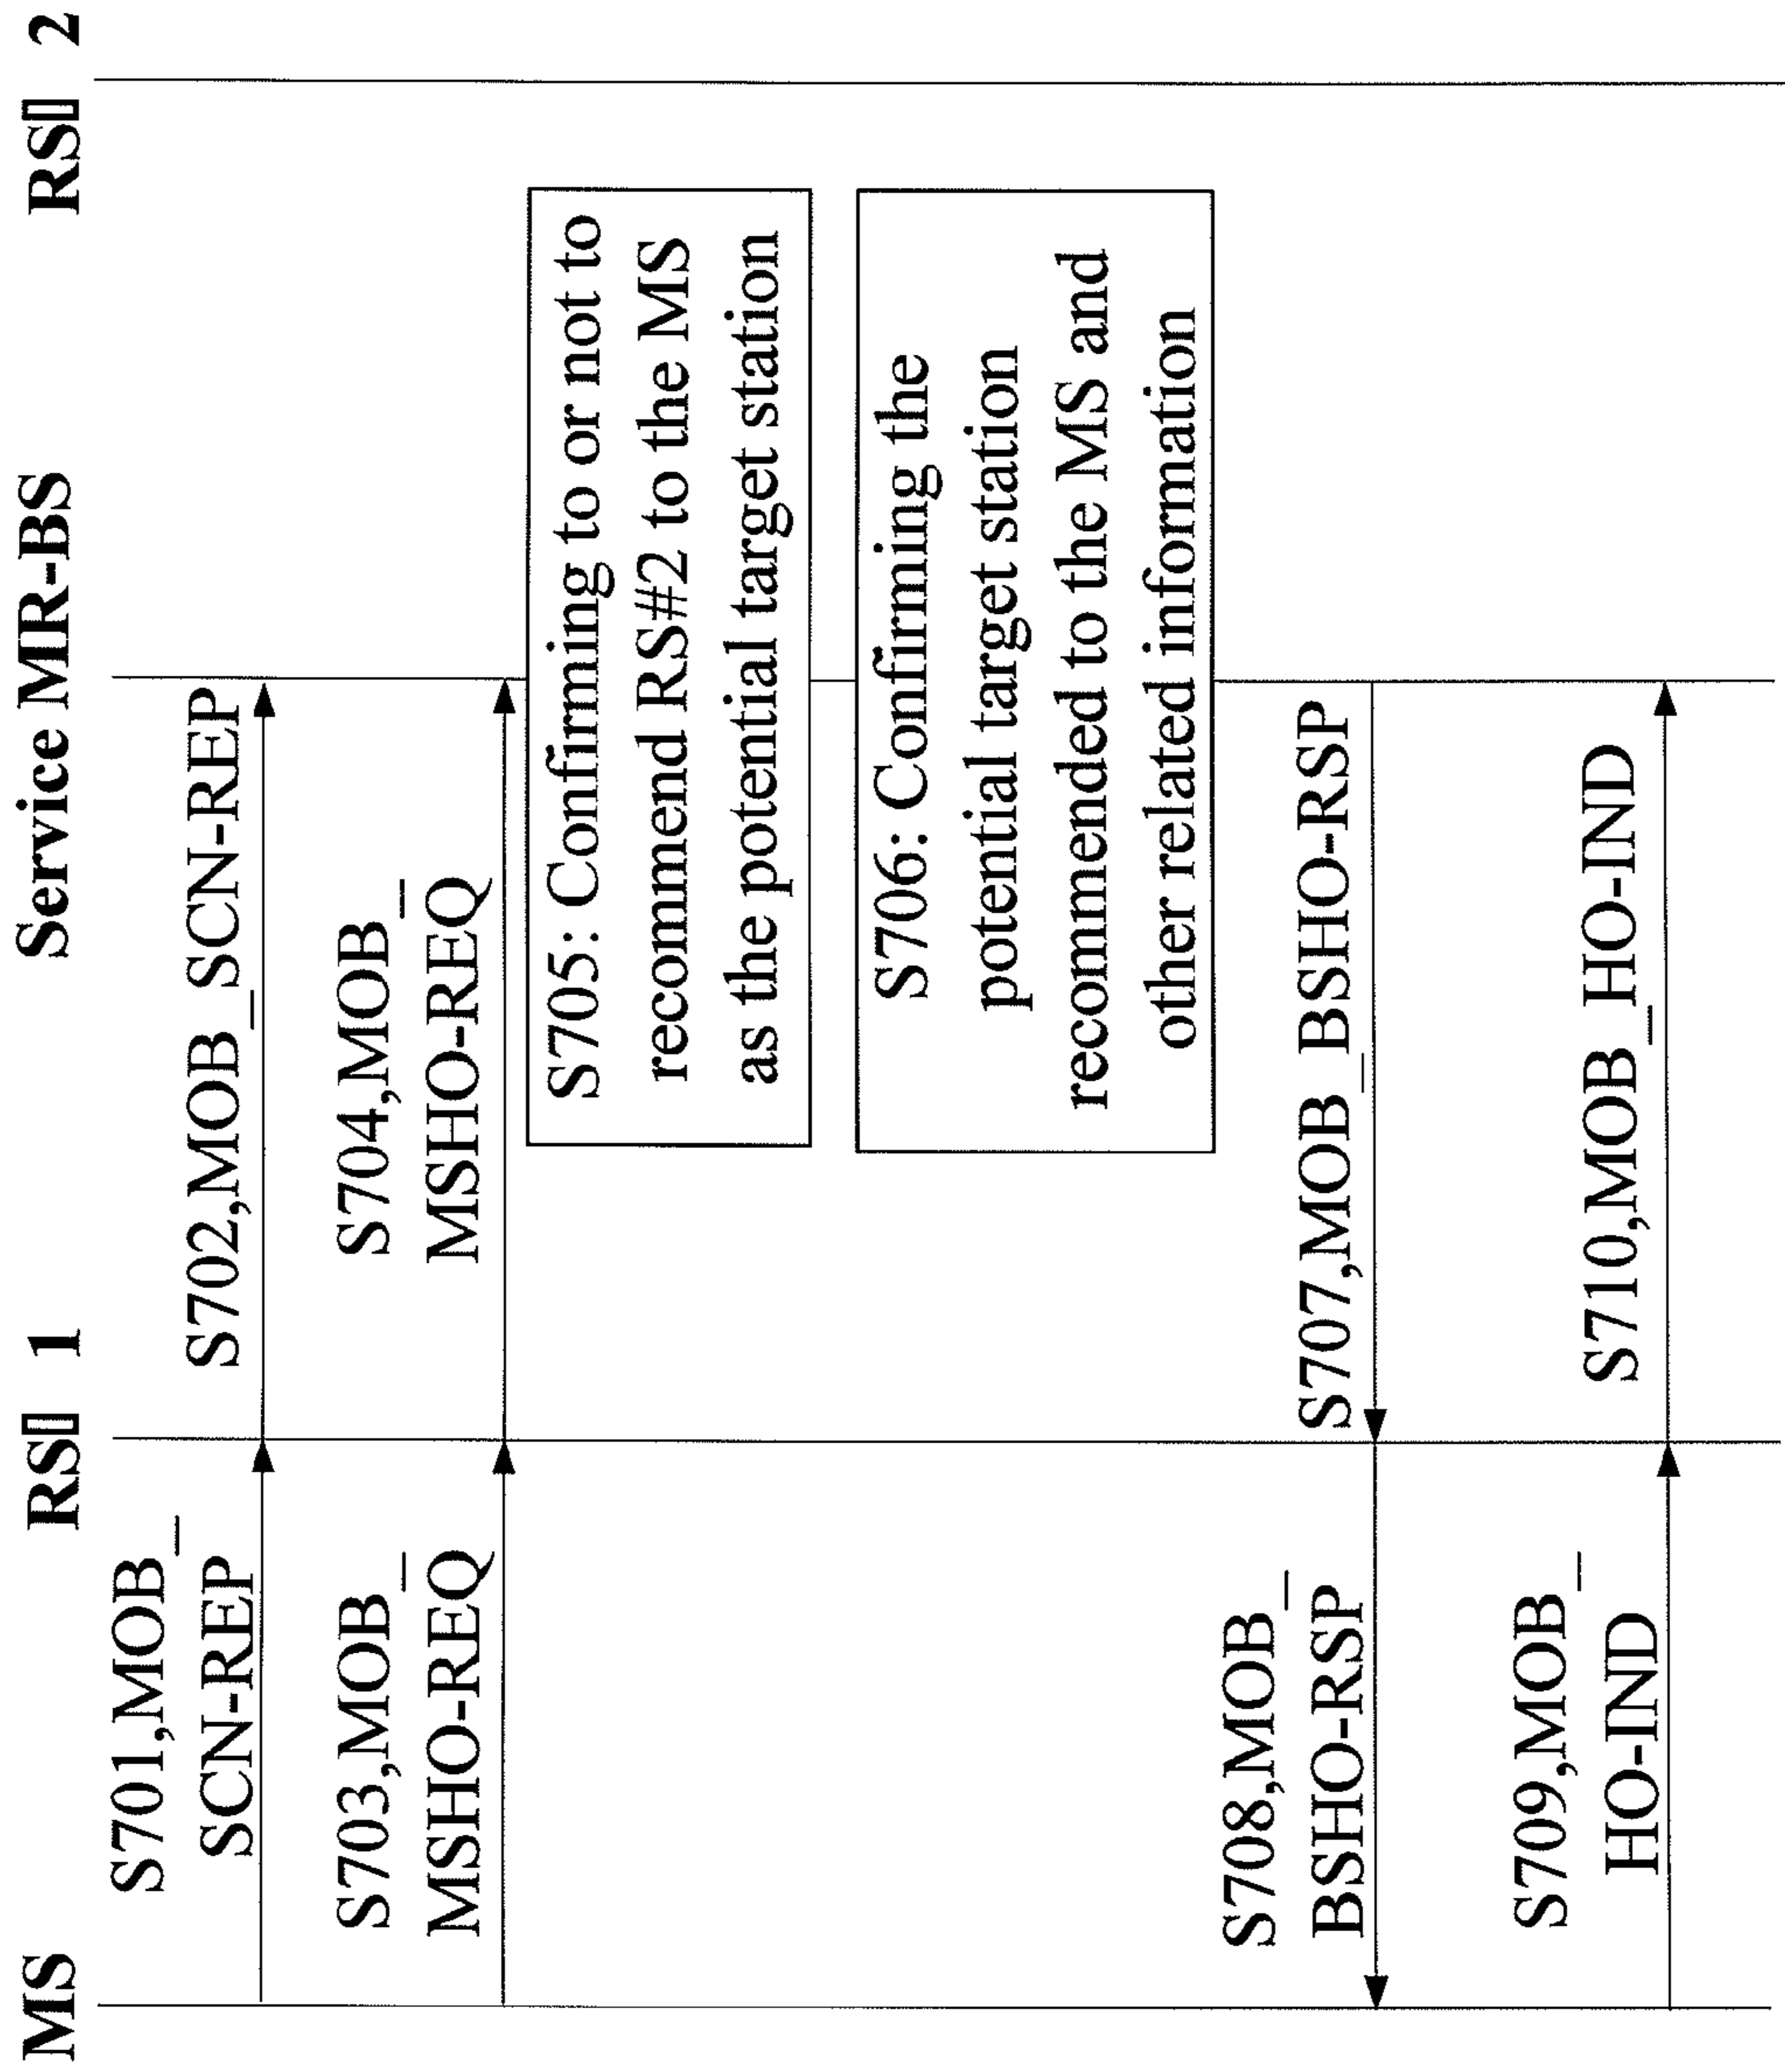 MS
RS▯ 1
Service MR-BS
RS▯ 2
S701,MOB_
SCN-REP
S702,MOB_SCN-REP
S703,MOB_
MSHO-REQ
S704,MOB_
MSHO-REQ
S705: Confirming to or not to
recommend RS#2 to the MS
as the potential target station
S706: Confirming the
potential target station
recommended to the MS and
other related information
S707,MOB_BSHO-RSP
S708,MOB_
BSHO-RSP
S709,MOB_
HO-IND
S710,MOB_HO-IND